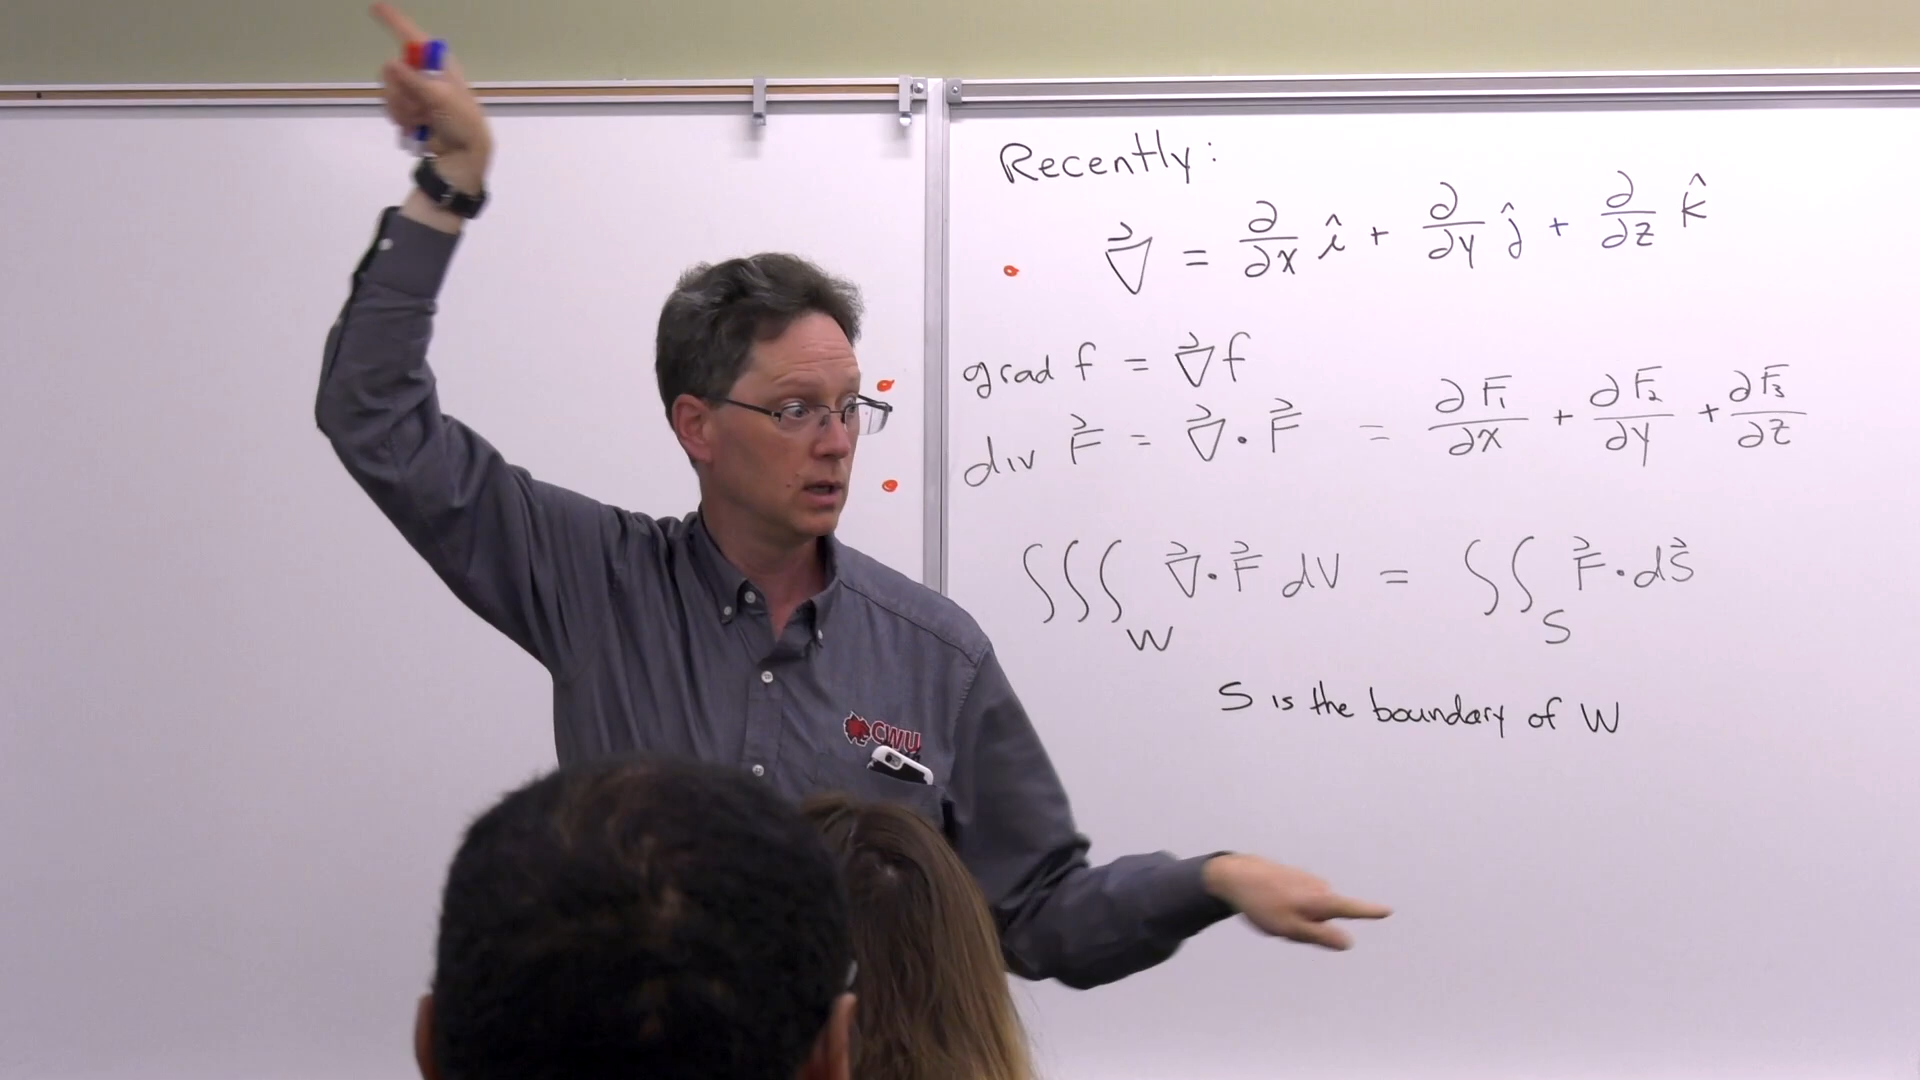 Recently:
∇⃗ = ∂/∂x î + ∂/∂y ĵ + ∂/∂z k̂
grad f = ∇⃗f
div F⃗ = ∇⃗·F⃗ = ∂F₁/∂x + ∂F₂/∂y + ∂F₃/∂z
∫∫∫_W ∇⃗·F⃗ dV = ∫∫_S F⃗·dS⃗
S is the boundary of W
CWU